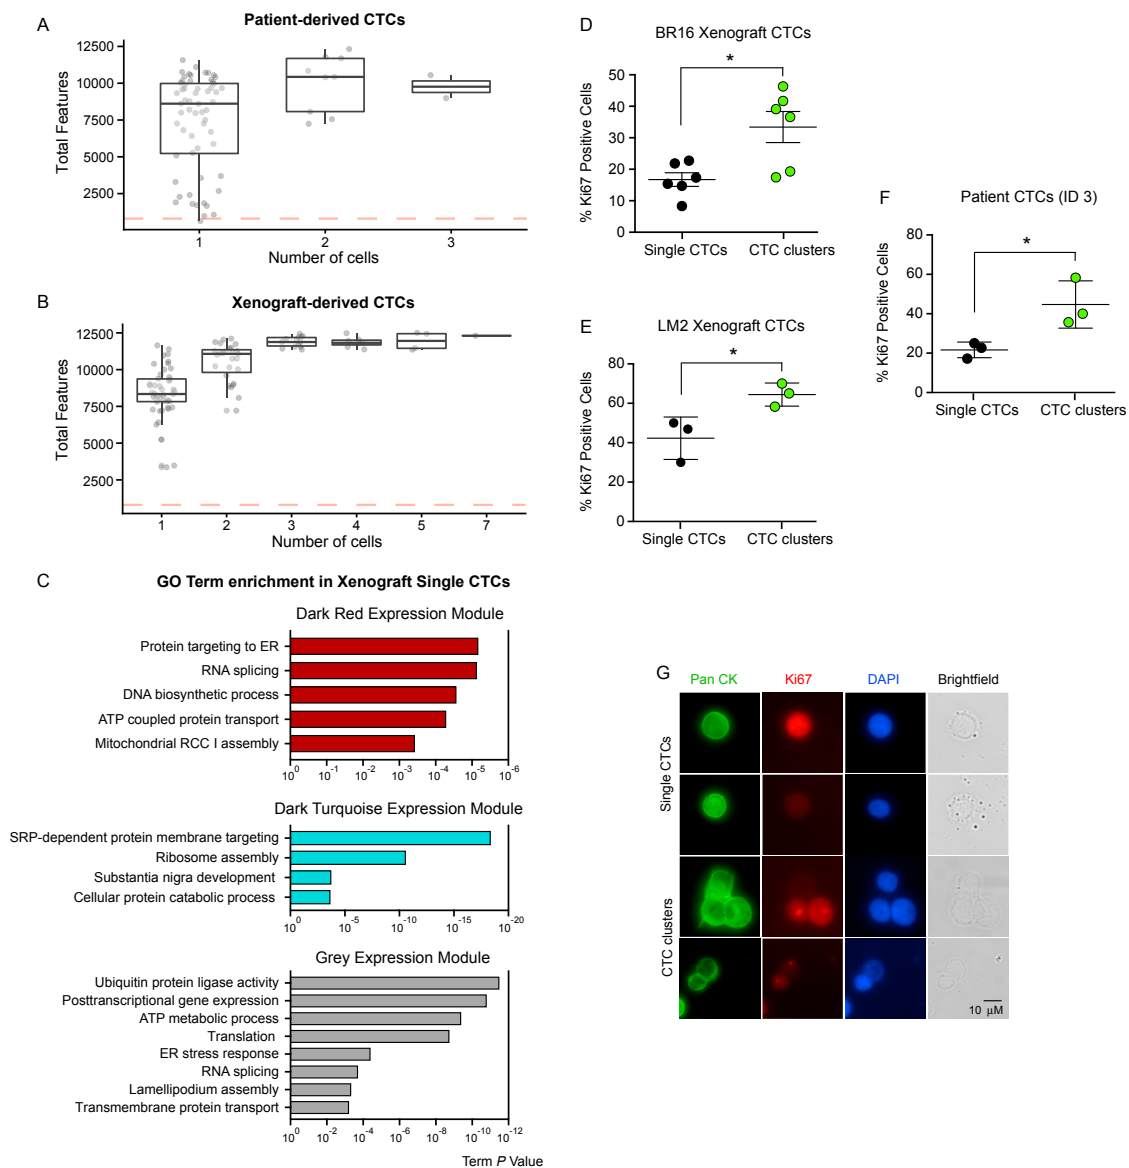 A
Patient-derived CTCs
Total Features
12500
10000
7500
5000
2500
1 2 3
Number of cells
B
Xenograft-derived CTCs
Total Features
12500
10000
7500
5000
2500
1 2 3 4 5 7
Number of cells
C
GO Term enrichment in Xenograft Single CTCs
Dark Red Expression Module
Protein targeting to ER
RNA splicing
DNA biosynthetic process
ATP coupled protein transport
Mitochondrial RCC I assembly
10^0 10^-1 10^-2 10^-3 10^-4 10^-5 10^-6
Dark Turquoise Expression Module
SRP-dependent protein membrane targeting
Ribosome assembly
Substantia nigra development
Cellular protein catabolic process
10^0 10^-5 10^-10 10^-15 10^-20
Grey Expression Module
Ubiquitin protein ligase activity
Posttranscriptional gene expression
ATP metabolic process
Translation
ER stress response
RNA splicing
Lamellipodium assembly
Transmembrane protein transport
10^0 10^-2 10^-4 10^-6 10^-8 10^-10 10^-12
Term P Value
D
BR16 Xenograft CTCs
*
% Ki67 Positive Cells
50
40
30
20
10
0
Single CTCs CTC clusters
E
LM2 Xenograft CTCs
*
% Ki67 Positive Cells
80
60
40
20
0
Single CTCs CTC clusters
F
Patient CTCs (ID 3)
*
% Ki67 Positive Cells
80
60
40
20
0
Single CTCs CTC clusters
G
Pan CK Ki67 DAPI Brightfield
Single CTCs
CTC clusters
10 µM